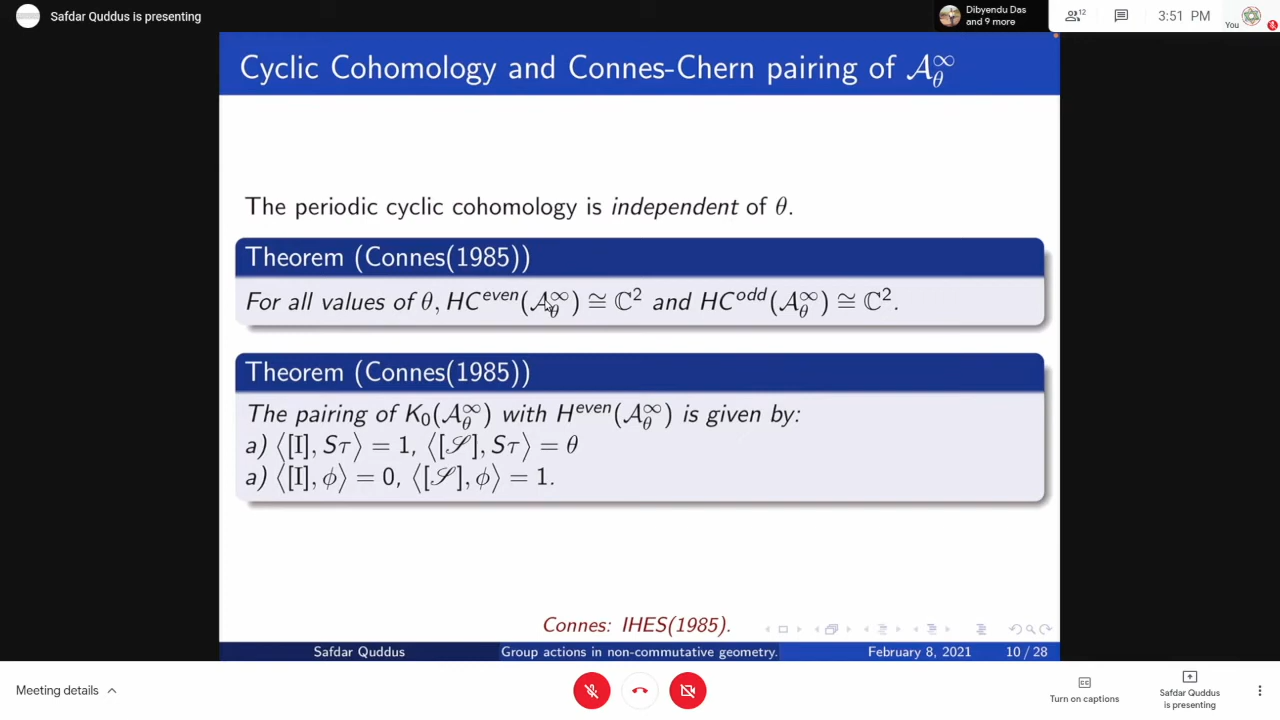 Safdar Quddus is presenting
Dibyendu Das
and 9 more
12
3:51 PM
You
Cyclic Cohomology and Connes-Chern pairing of 𝒜_θ^∞
The periodic cyclic cohomology is independent of θ.
Theorem (Connes(1985))
For all values of θ, HC^even(𝒜_θ^∞) ≅ ℂ² and HC^odd(𝒜_θ^∞) ≅ ℂ².
Theorem (Connes(1985))
The pairing of K₀(𝒜_θ^∞) with H^even(𝒜_θ^∞) is given by:
a) ⟨[I], Sτ⟩ = 1, ⟨[𝒮], Sτ⟩ = θ
a) ⟨[I], ϕ⟩ = 0, ⟨[𝒮], ϕ⟩ = 1.
Connes: IHES(1985).
Safdar Quddus Group actions in non-commutative geometry. February 8, 2021 10 / 28
Meeting details
Turn on captions
Safdar Quddus
is presenting